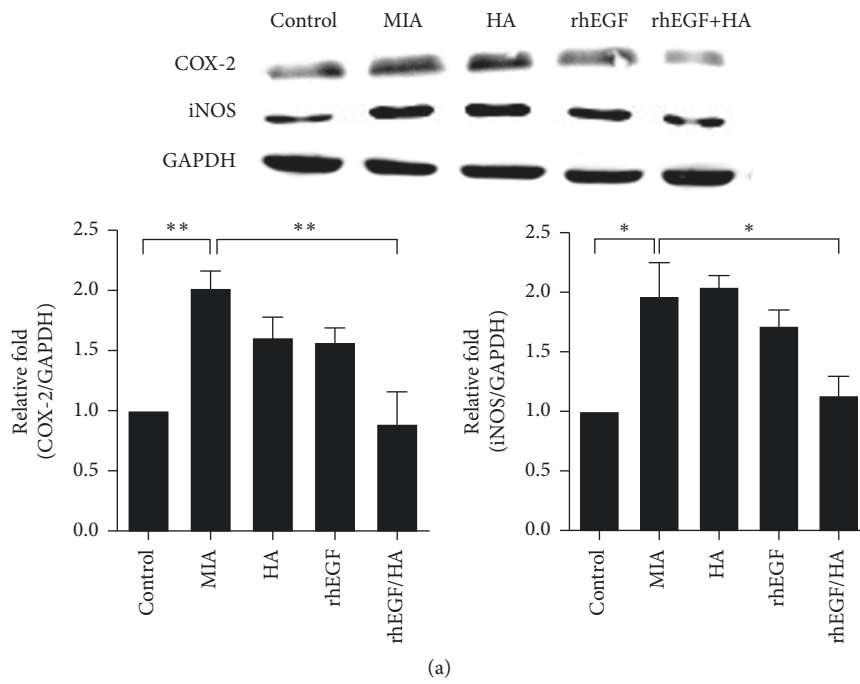 Control MIA HA rhEGF rhEGF+HA
COX-2
iNOS
GAPDH
** **
2.5
2.0
1.5
1.0
0.5
0.0
Relative fold
(COX-2/GAPDH)
Control
MIA
HA
rhEGF
rhEGF/HA
* *
2.5
2.0
1.5
1.0
0.5
0.0
Relative fold
(iNOS/GAPDH)
Control
MIA
HA
rhEGF
rhEGF/HA
(a)